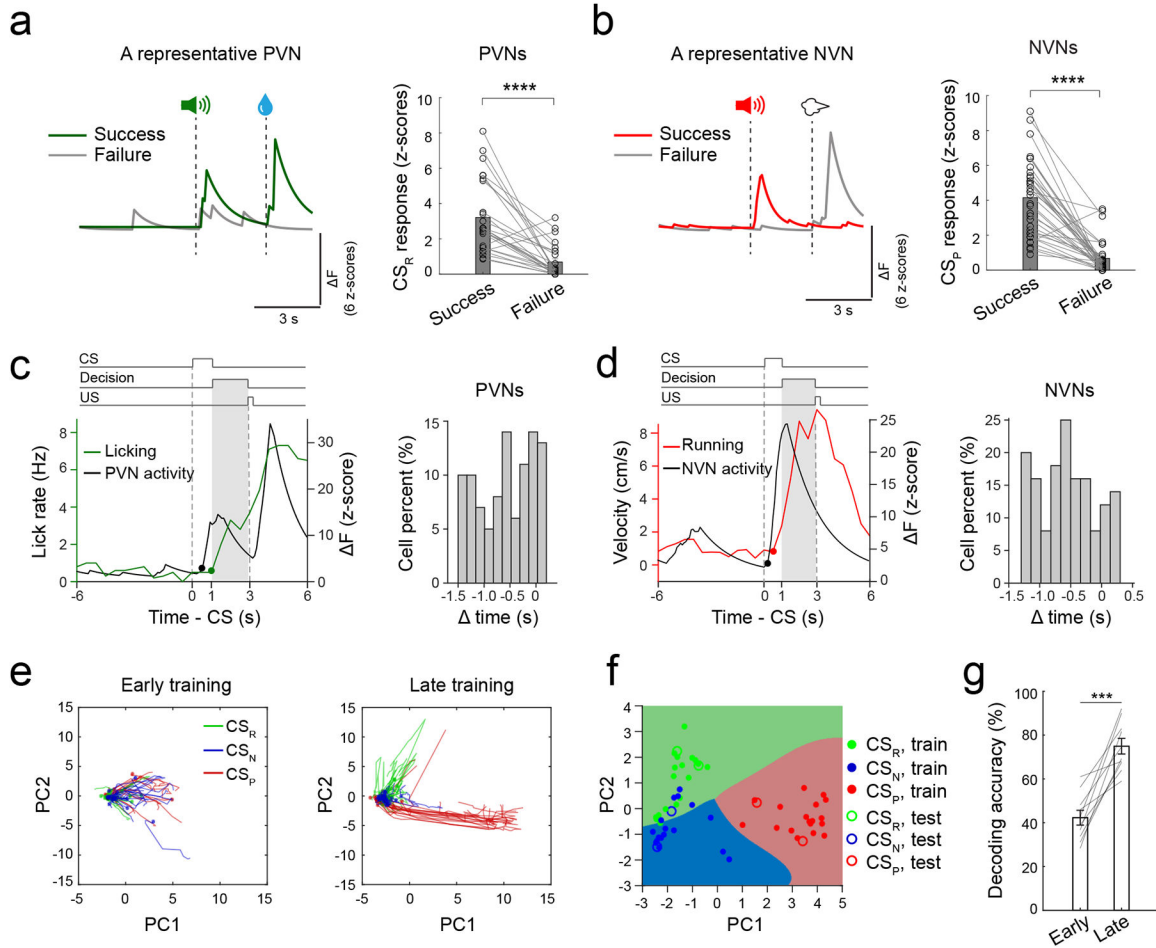 a
A representative PVN
PVNs
Success
Failure
ΔF
(6 z-scores)
3 s
****
CS_R response (z-scores)
10
8
6
4
2
0
Success
Failure
b
A representative NVN
NVNs
Success
Failure
ΔF
(6 z-scores)
3 s
****
CS_P response (z-scores)
10
8
6
4
2
0
Success
Failure
c
CS
Decision
US
Licking
PVN activity
Lick rate (Hz)
8
6
4
2
0
ΔF (z-score)
30
20
10
0
-6
0
1
3
6
Time - CS (s)
PVNs
Cell percent (%)
15
10
5
0
-1.5
-1.0
-0.5
0
Δ time (s)
d
CS
Decision
US
Running
NVN activity
Velocity (cm/s)
8
6
4
2
0
ΔF (z-score)
25
20
15
10
5
0
-6
0
1
3
6
Time - CS (s)
NVNs
Cell percent (%)
25
20
15
10
5
0
-1.5
-1.0
-0.5
0
0.5
Δ time (s)
e
Early training
CS_R
CS_N
CS_P
PC2
15
10
5
0
-5
-10
-15
-5
0
5
10
15
PC1
Late training
PC2
15
10
5
0
-5
-10
15
-5
0
5
10
15
PC1
f
PC2
4
3
2
1
0
-1
-2
-3
-3
-2
-1
0
1
2
3
4
5
PC1
CS_R, train
CS_N, train
CS_P, train
CS_R, test
CS_N, test
CS_P, test
g
***
Decoding accuracy (%)
100
80
60
40
20
0
Early
Late